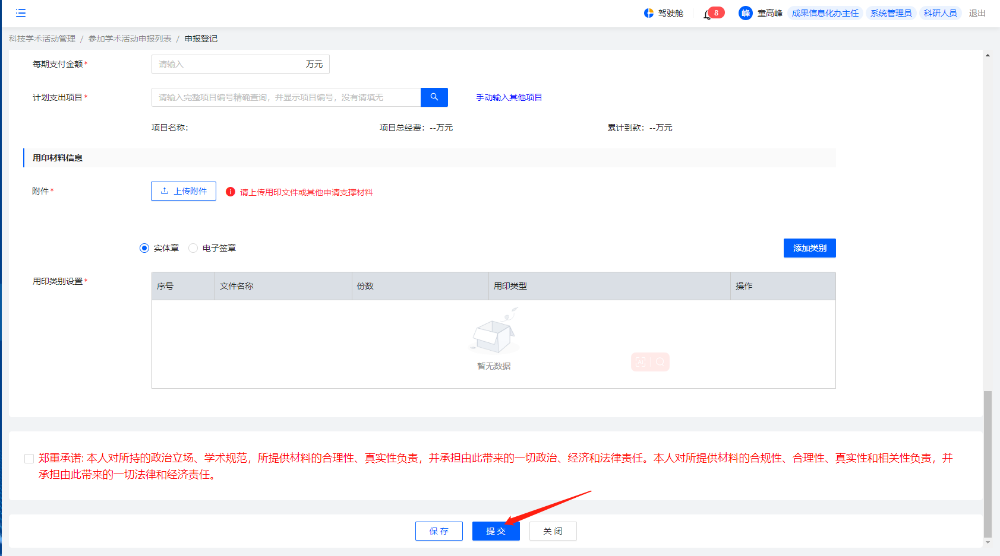 驾驶舱 8 峰 童高峰 成果信息化办主任 系统管理员 科研人员 退出
科技学术活动管理 / 参加学术活动申报列表 / 申报登记
每期支付金额* 请输入 万元
计划支出项目* 请输入完整项目编号精确查询，并显示项目编号，没有请填无 手动输入其他项目
项目名称： 项目总经费：--万元 累计到款：--万元
用印材料信息
附件* 上传附件 请上传用印文件或其他申请支撑材料
实体章 电子签章 添加类别
用印类别设置* 序号 文件名称 份数 用印类型 操作
暂无数据
AI
郑重承诺: 本人对所持的政治立场、学术规范，所提供材料的合理性、真实性负责，并承担由此带来的一切政治、经济和法律责任。本人对所提供材料的合规性、合理性、真实性和相关性负责，并
承担由此带来的一切法律和经济责任。
保 存 提 交 关 闭